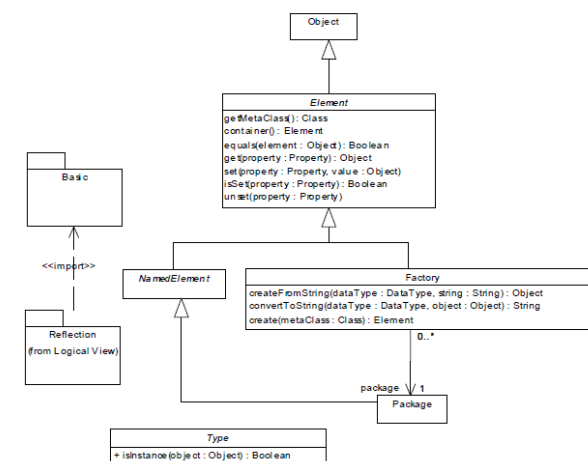 Object
Element
getMetaClass() : Class
container() : Element
equals(element : Object) : Boolean
get(property : Property) : Object
set(property : Property, value : Object)
isSet(property : Property) : Boolean
unset(property : Property)
Basic
<<import>>
Reflection
(from Logical View)
NamedElement
Factory
createFromString(dataType : DataType, string : String) : Object
convertToString(dataType : DataType, object : Object) : String
create(metaClass : Class) : Element
0..*
package
1
Package
Type
+ isInstance(object : Object) : Boolean